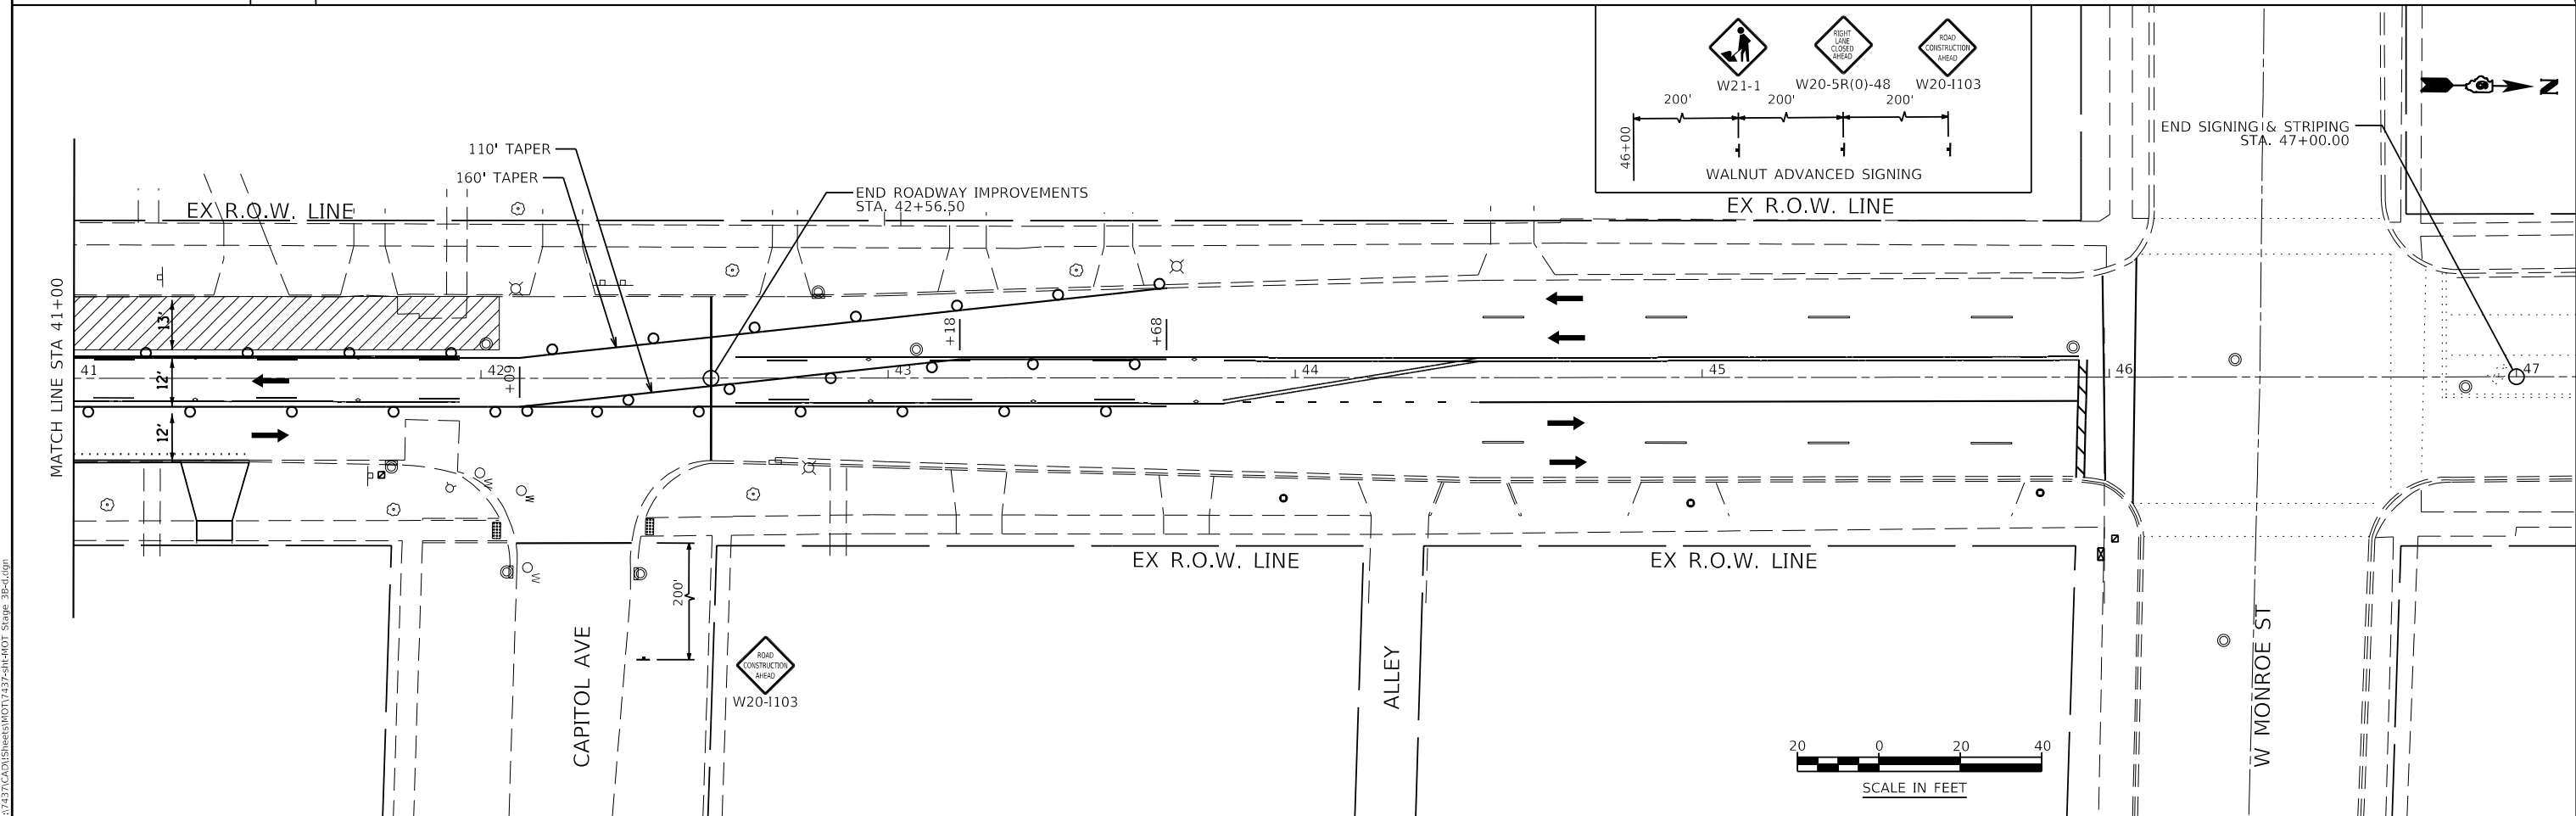 RIGHT
LANE
CLOSED
AHEAD
ROAD
CONSTRUCTION
AHEAD
W21-1
W20-5R(0)-48
W20-I103
200'
200'
200'
46+00
WALNUT ADVANCED SIGNING
N
END SIGNING & STRIPING
STA. 47+00.00
110' TAPER
160' TAPER
END ROADWAY IMPROVEMENTS
STA. 42+56.50
EX R.O.W. LINE
EX R.O.W. LINE
MATCH LINE STA 41+00
13'
12'
12'
+18
+68
+09
41
42
43
44
45
46
47
W
W
W
EX R.O.W. LINE
EX R.O.W. LINE
200'
CAPITOL AVE
ROAD
CONSTRUCTION
AHEAD
W20-I103
ALLEY
W MONROE ST
20
0
20
40
SCALE IN FEET